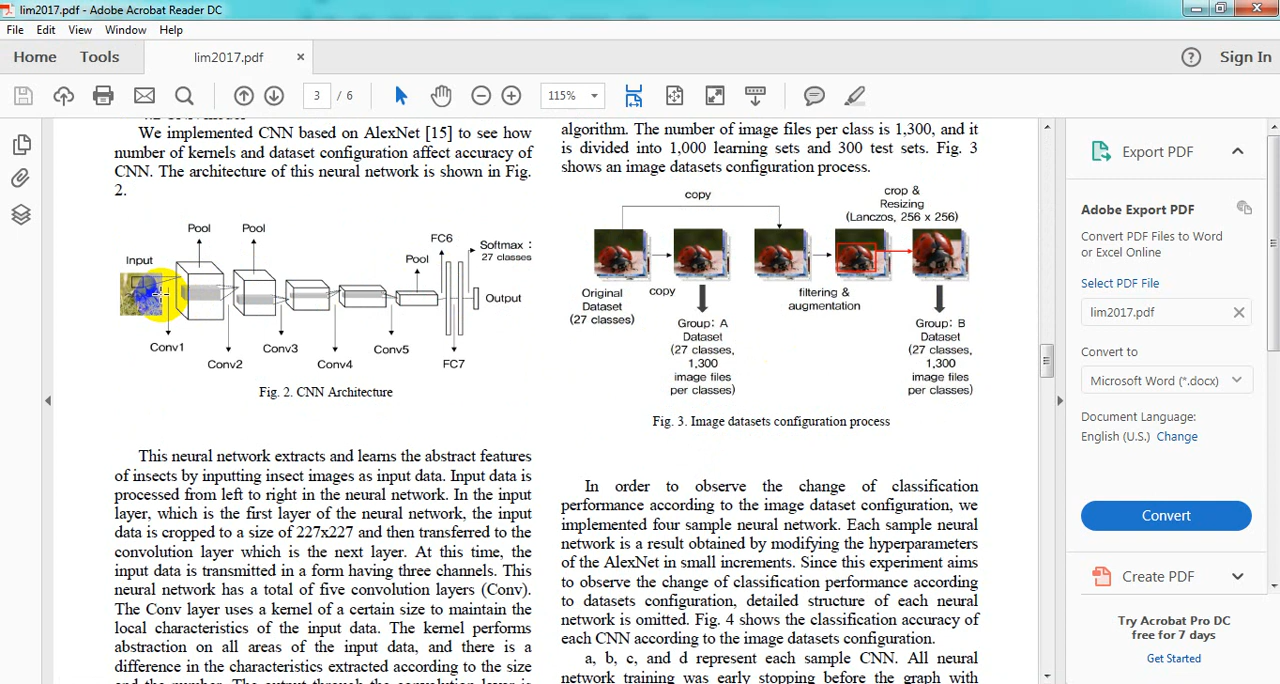 lim2017.pdf - Adobe Acrobat Reader DC
File Edit View Window Help
Home Tools lim2017.pdf × ? Sign In
3 / 6 115%
We implemented CNN based on AlexNet [15] to see how
number of kernels and dataset configuration affect accuracy of
CNN. The architecture of this neural network is shown in Fig.
2.
Pool Pool
FC6
Softmax :
27 classes
Pool
Input
Output
Conv1
Conv2
Conv3
Conv4
Conv5
FC7
Fig. 2. CNN Architecture
This neural network extracts and learns the abstract features
of insects by inputting insect images as input data. Input data is
processed from left to right in the neural network. In the input
layer, which is the first layer of the neural network, the input
data is cropped to a size of 227x227 and then transferred to the
convolution layer which is the next layer. At this time, the
input data is transmitted in a form having three channels. This
neural network has a total of five convolution layers (Conv).
The Conv layer uses a kernel of a certain size to maintain the
local characteristics of the input data. The kernel performs
abstraction on all areas of the input data, and there is a
difference in the characteristics extracted according to the size
algorithm. The number of image files per class is 1,300, and it
is divided into 1,000 learning sets and 300 test sets. Fig. 3
shows an image datasets configuration process.
copy
crop &
Resizing
(Lanczos, 256 x 256)
Original
Dataset
(27 classes)
copy
filtering &
augmentation
Group: A
Dataset
(27 classes,
1,300
image files
per classes)
Group: B
Dataset
(27 classes,
1,300
image files
per classes)
Fig. 3. Image datasets configuration process
In order to observe the change of classification
performance according to the image dataset configuration, we
implemented four sample neural network. Each sample neural
network is a result obtained by modifying the hyperparameters
of the AlexNet in small increments. Since this experiment aims
to observe the change of classification performance according
to datasets configuration, detailed structure of each neural
network is omitted. Fig. 4 shows the classification accuracy of
each CNN according to the image datasets configuration.
a, b, c, and d represent each sample CNN. All neural
network training was early stopping before the graph with
Export PDF
Adobe Export PDF
Convert PDF Files to Word
or Excel Online
Select PDF File
lim2017.pdf
Convert to
Microsoft Word (*.docx)
Document Language:
English (U.S.) Change
Convert
Create PDF
Try Acrobat Pro DC
free for 7 days
Get Started